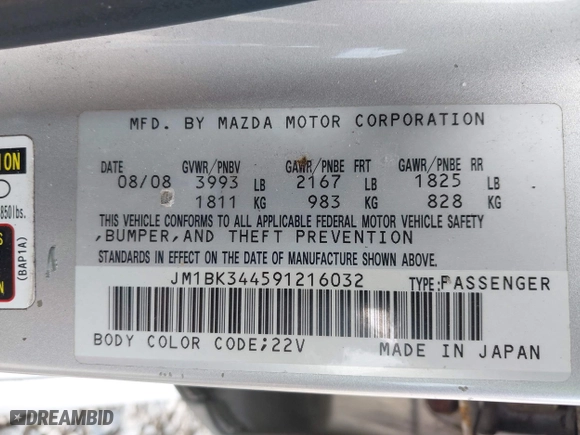 MFD. BY MAZDA MOTOR CORPORATION
DATE GVWR/PNBV GAWR/PNBE FRT GAWR/PNBE RR
08/08 3993 LB 2167 LB 1825 LB
1811 KG 983 KG 828 KG
THIS VEHICLE CONFORMS TO ALL APPLICABLE FEDERAL MOTOR VEHICLE SAFETY
,BUMPER,AND THEFT PREVENTION
STANDARDS IN EFFECT ON THE DATE OF MANUFACTURE SHOWN ABOVE.
JM1BK344591216032 TYPE:PASSENGER
BODY COLOR CODE;22V MADE IN JAPAN
850lbs.
(BAP1A)
DREAMBID